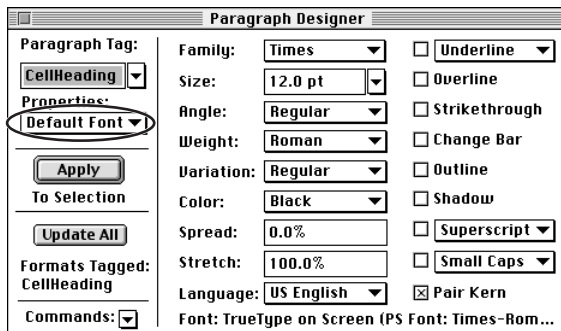 Paragraph Designer
Paragraph Tag:
CellHeading
Properties:
Default Font
Apply
To Selection
Update All
Formats Tagged:
CellHeading
Commands:
Family: Times
Size: 12.0 pt
Angle: Regular
Weight: Roman
Variation: Regular
Color: Black
Spread: 0.0%
Stretch: 100.0%
Language: US English
Underline
Overline
Strikethrough
Change Bar
Outline
Shadow
Superscript
Small Caps
Pair Kern
Font: TrueType on Screen (PS Font: Times-Rom...